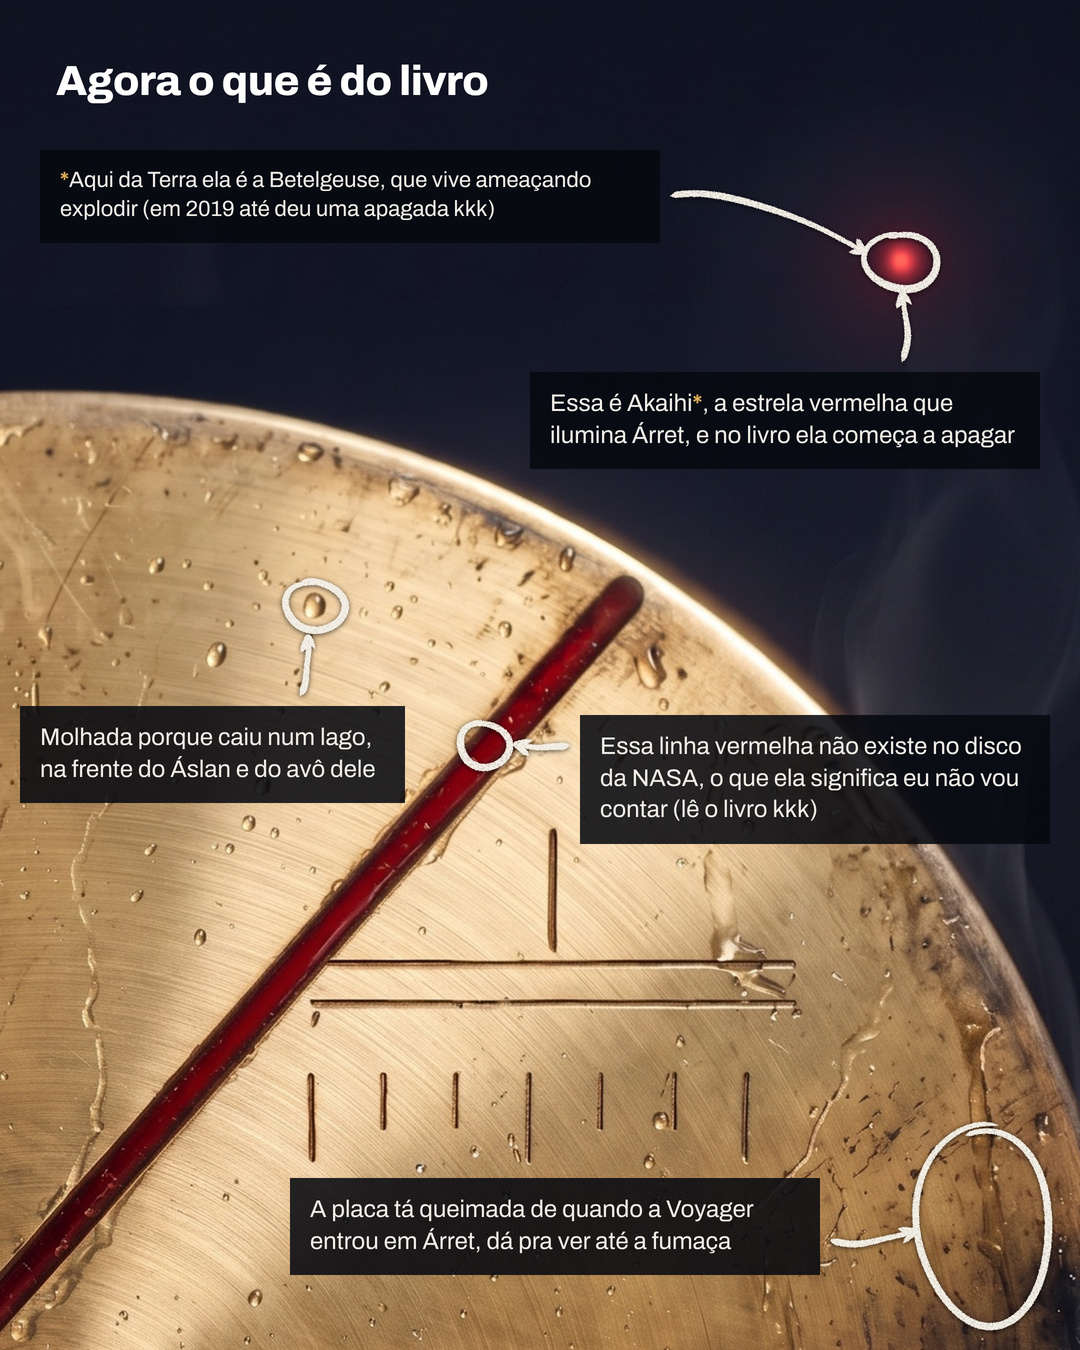 Agora o que é do livro
*Aqui da Terra ela é a Betelgeuse, que vive ameaçando
explodir (em 2019 até deu uma apagada kkk)
Essa é Akaihi*, a estrela vermelha que
ilumina Árret, e no livro ela começa a apagar
Molhada porque caiu num lago,
na frente do Áslan e do avô dele
Essa linha vermelha não existe no disco
da NASA, o que ela significa eu não vou
contar (lê o livro kkk)
A placa tá queimada de quando a Voyager
entrou em Árret, dá pra ver até a fumaça